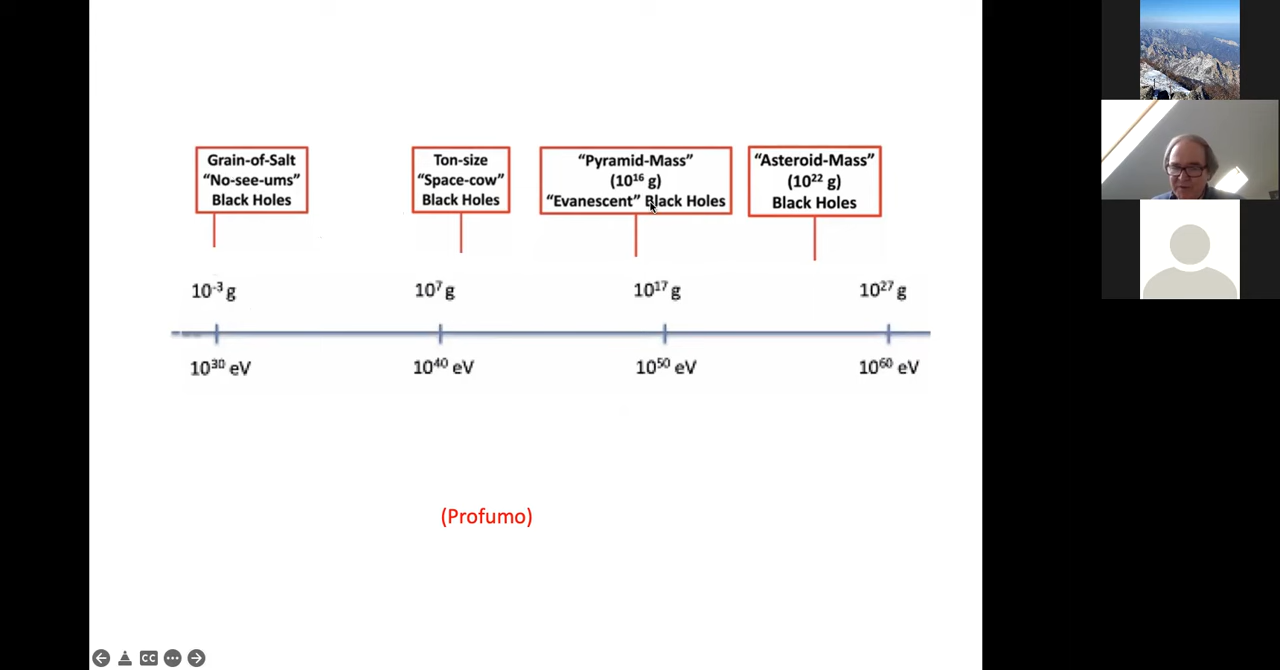 Grain-of-Salt
“No-see-ums”
Black Holes
Ton-size
“Space-cow”
Black Holes
“Pyramid-Mass”
(10¹⁶ g)
“Evanescent” Black Holes
“Asteroid-Mass”
(10²² g)
Black Holes
10⁻³ g
10⁷ g
10¹⁷ g
10²⁷ g
10³⁰ eV
10⁴⁰ eV
10⁵⁰ eV
10⁶⁰ eV
(Profumo)
CC